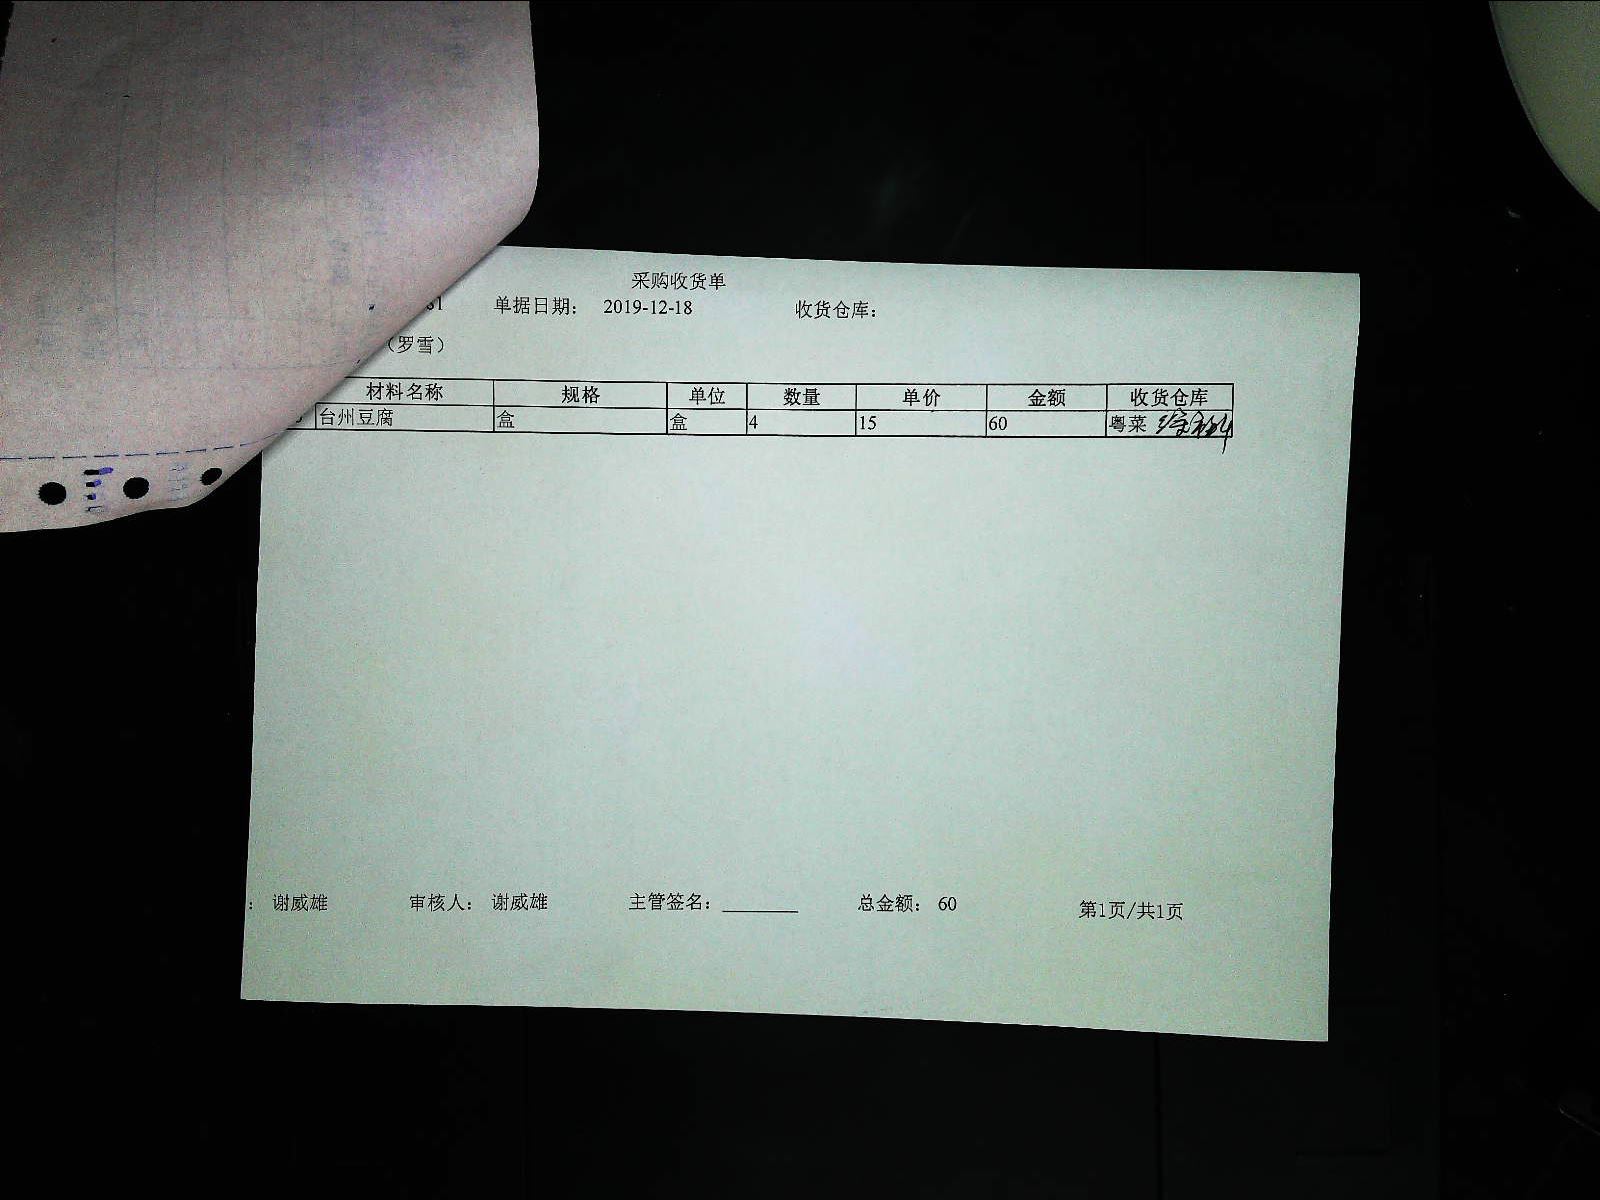 采购收货单
单据日期： 2019-12-18 收货仓库：
（罗雪）
材料名称 规格 单位 数量 单价 金额 收货仓库
台州豆腐 盒 盒 4 15 60 粤菜
： 谢威雄 审核人： 谢威雄 主管签名：________ 总金额： 60 第1页/共1页